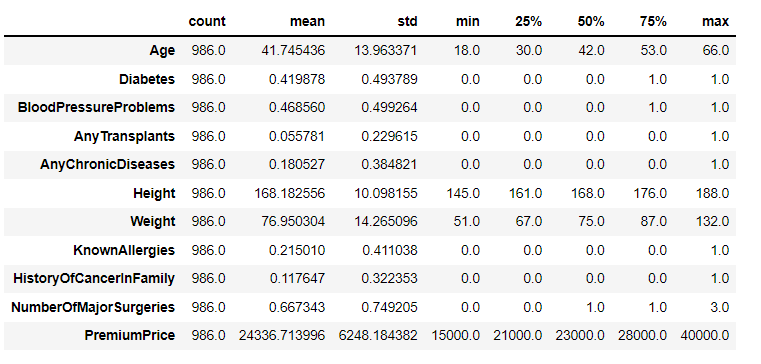 count mean std min 25% 50% 75% max
Age 986.0 41.745436 13.963371 18.0 30.0 42.0 53.0 66.0
Diabetes 986.0 0.419878 0.493789 0.0 0.0 0.0 1.0 1.0
BloodPressureProblems 986.0 0.468560 0.499264 0.0 0.0 0.0 1.0 1.0
AnyTransplants 986.0 0.055781 0.229615 0.0 0.0 0.0 0.0 1.0
AnyChronicDiseases 986.0 0.180527 0.384821 0.0 0.0 0.0 0.0 1.0
Height 986.0 168.182556 10.098155 145.0 161.0 168.0 176.0 188.0
Weight 986.0 76.950304 14.265096 51.0 67.0 75.0 87.0 132.0
KnownAllergies 986.0 0.215010 0.411038 0.0 0.0 0.0 0.0 1.0
HistoryOfCancerInFamily 986.0 0.117647 0.322353 0.0 0.0 0.0 0.0 1.0
NumberOfMajorSurgeries 986.0 0.667343 0.749205 0.0 0.0 1.0 1.0 3.0
PremiumPrice 986.0 24336.713996 6248.184382 15000.0 21000.0 23000.0 28000.0 40000.0